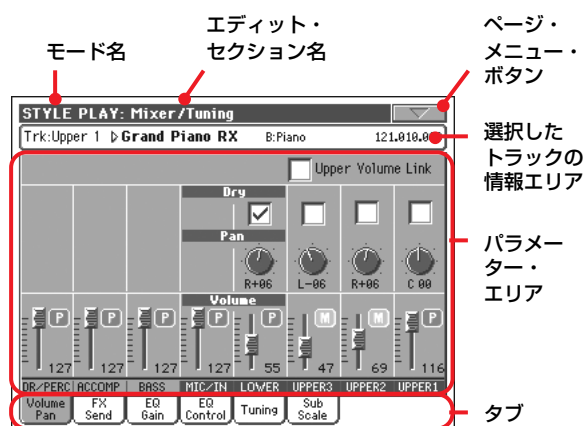 モード名
エディット・
セクション名
ページ・
メニュー・
ボタン
STYLE PLAY: Mixer/Tuning
Trk:Upper 1 Grand Piano RX B:Piano 121.010.0
選択した
トラックの
情報エリア
Upper Volume Link
Dry
Pan
R+06 L-06 R+06 C 00
パラメー
ター・
エリア
Volume
P P P P P M M P
127 127 127 127 55 47 69 116
DR/PERC ACCOMP BASS MIC/IN LOWER UPPER3 UPPER2 UPPER1
Volume Pan FX Send EQ Gain EQ Control Tuning Sub Scale
タブ